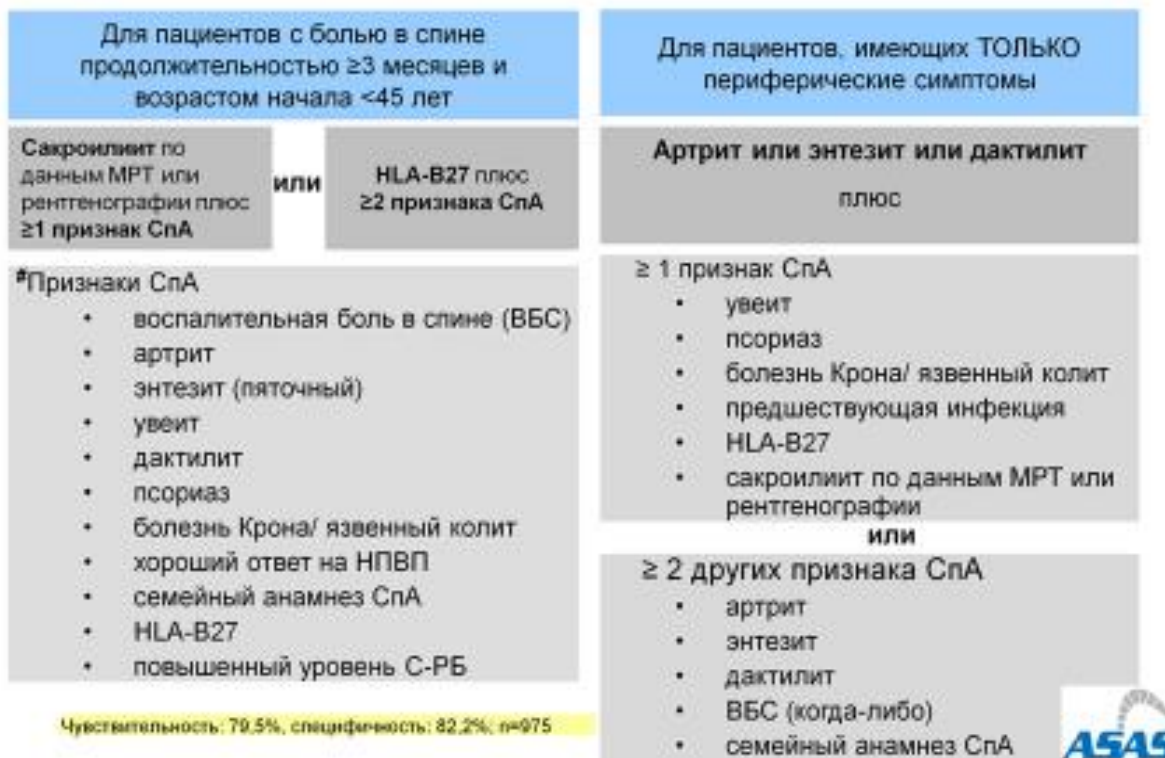 Для пациентов с болью в спине
продолжительностью ≥3 месяцев и
возрастом начала <45 лет
Сакроилиит по
данным МРТ или
рентгенографии плюс
≥1 признак СпА
или
HLA-B27 плюс
≥2 признака СпА
#Признаки СпА
• воспалительная боль в спине (ВБС)
• артрит
• энтезит (пяточный)
• увеит
• дактилит
• псориаз
• болезнь Крона/ язвенный колит
• хороший ответ на НПВП
• семейный анамнез СпА
• HLA-B27
• повышенный уровень С-РБ
Чувствительность: 79,5%, специфичность: 82,2%; n=975
Для пациентов, имеющих ТОЛЬКО
периферические симптомы
Артрит или энтезит или дактилит
плюс
≥ 1 признак СпА
• увеит
• псориаз
• болезнь Крона/ язвенный колит
• предшествующая инфекция
• HLA-B27
• сакроилиит по данным МРТ или
рентгенографии
или
≥ 2 других признака СпА
• артрит
• энтезит
• дактилит
• ВБС (когда-либо)
• семейный анамнез СпА
ASAS